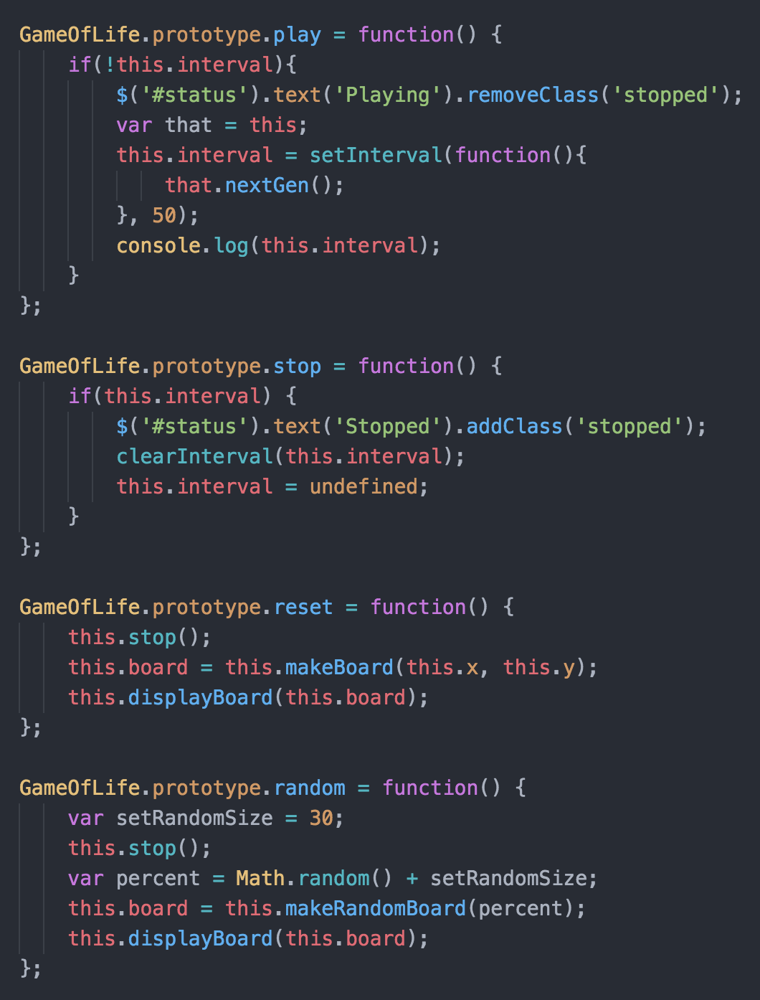 GameOfLife.prototype.play = function() {
    if(!this.interval){
        $('#status').text('Playing').removeClass('stopped');
        var that = this;
        this.interval = setInterval(function(){
            that.nextGen();
        }, 50);
        console.log(this.interval);
    }
};

GameOfLife.prototype.stop = function() {
    if(this.interval) {
        $('#status').text('Stopped').addClass('stopped');
        clearInterval(this.interval);
        this.interval = undefined;
    }
};

GameOfLife.prototype.reset = function() {
    this.stop();
    this.board = this.makeBoard(this.x, this.y);
    this.displayBoard(this.board);
};

GameOfLife.prototype.random = function() {
    var setRandomSize = 30;
    this.stop();
    var percent = Math.random() + setRandomSize;
    this.board = this.makeRandomBoard(percent);
    this.displayBoard(this.board);
};